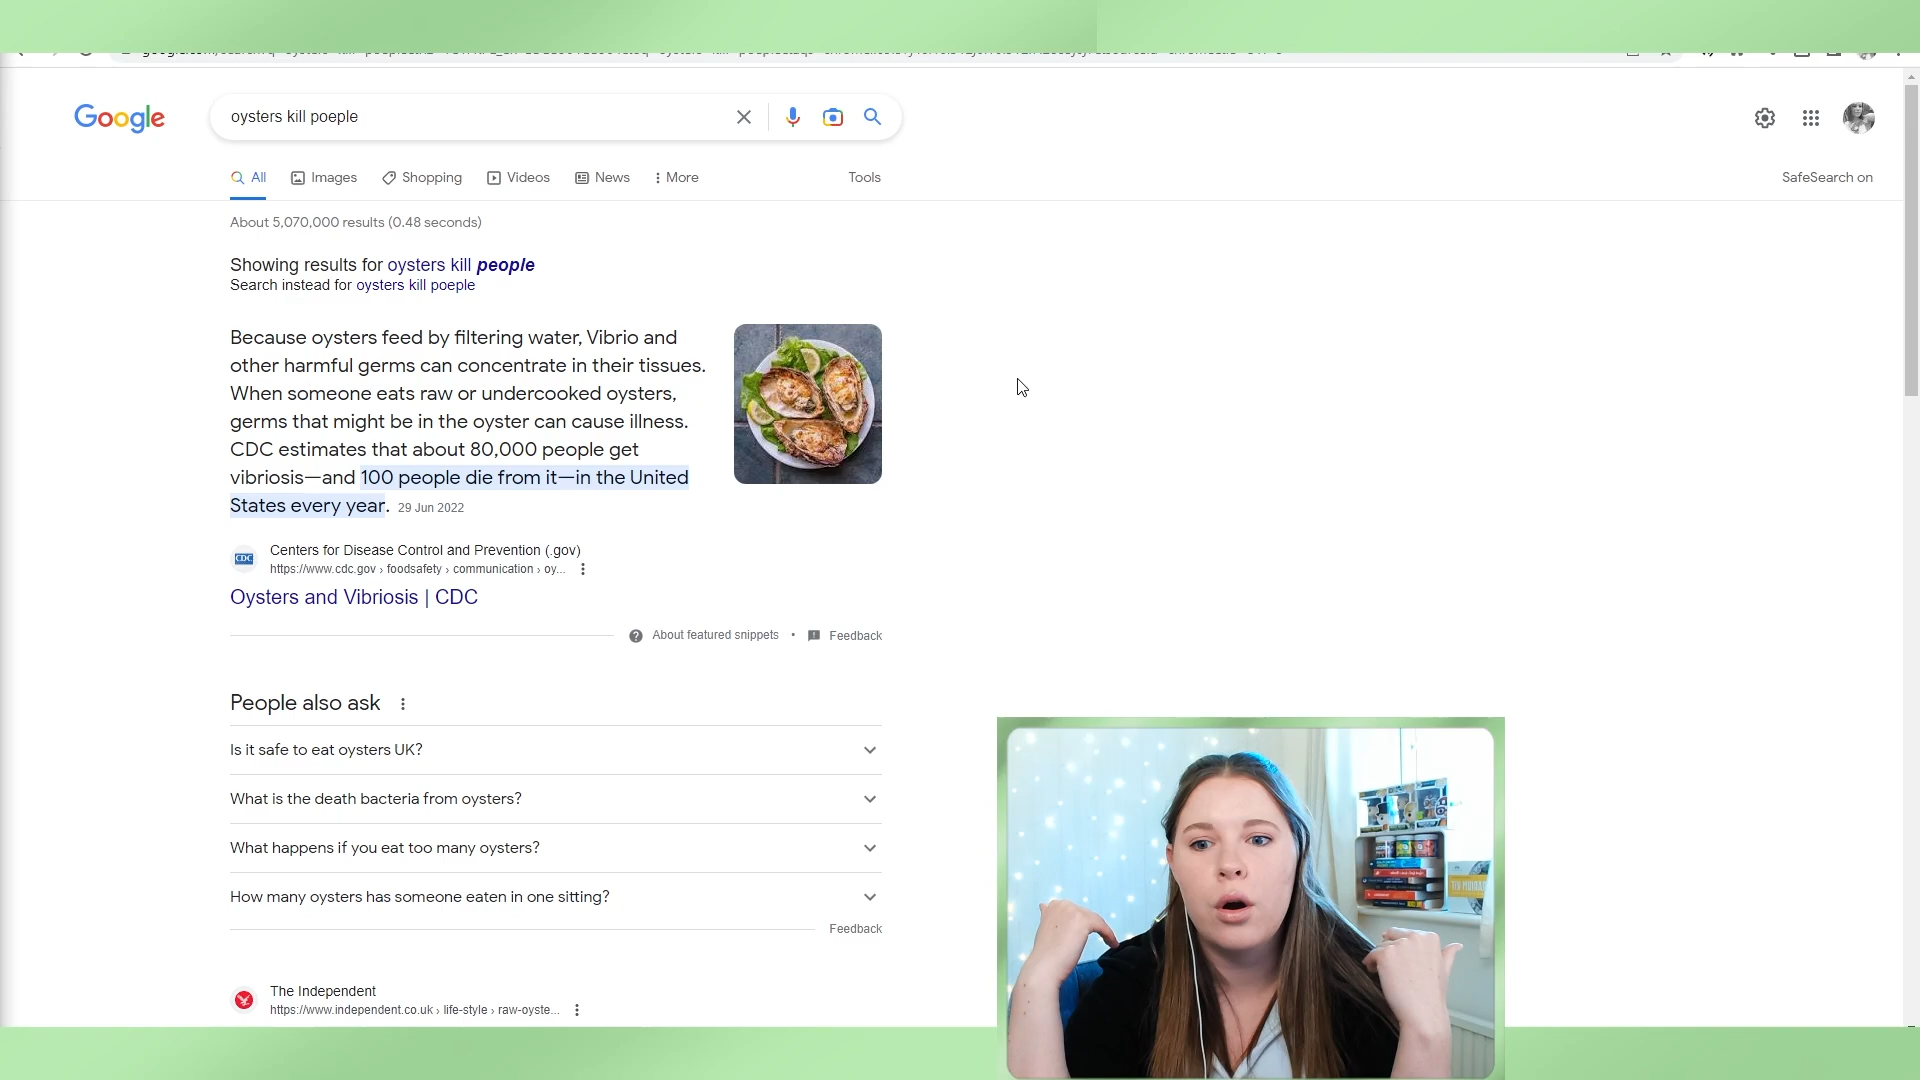 Google
oysters kill poeple
All
Images
Shopping
Videos
News
More
Tools
SafeSearch on
About 5,070,000 results (0.48 seconds)
Showing results for oysters kill people
Search instead for oysters kill poeple
Because oysters feed by filtering water, Vibrio and
other harmful germs can concentrate in their tissues.
When someone eats raw or undercooked oysters,
germs that might be in the oyster can cause illness.
CDC estimates that about 80,000 people get
vibriosis—and 100 people die from it—in the United
States every year. 29 Jun 2022
CDC
Centers for Disease Control and Prevention (.gov)
https://www.cdc.gov › foodsafety › communication › oy...
Oysters and Vibriosis | CDC
About featured snippets • Feedback
People also ask
Is it safe to eat oysters UK?
What is the death bacteria from oysters?
What happens if you eat too many oysters?
How many oysters has someone eaten in one sitting?
Feedback
The Independent
https://www.independent.co.uk › life-style › raw-oyste...